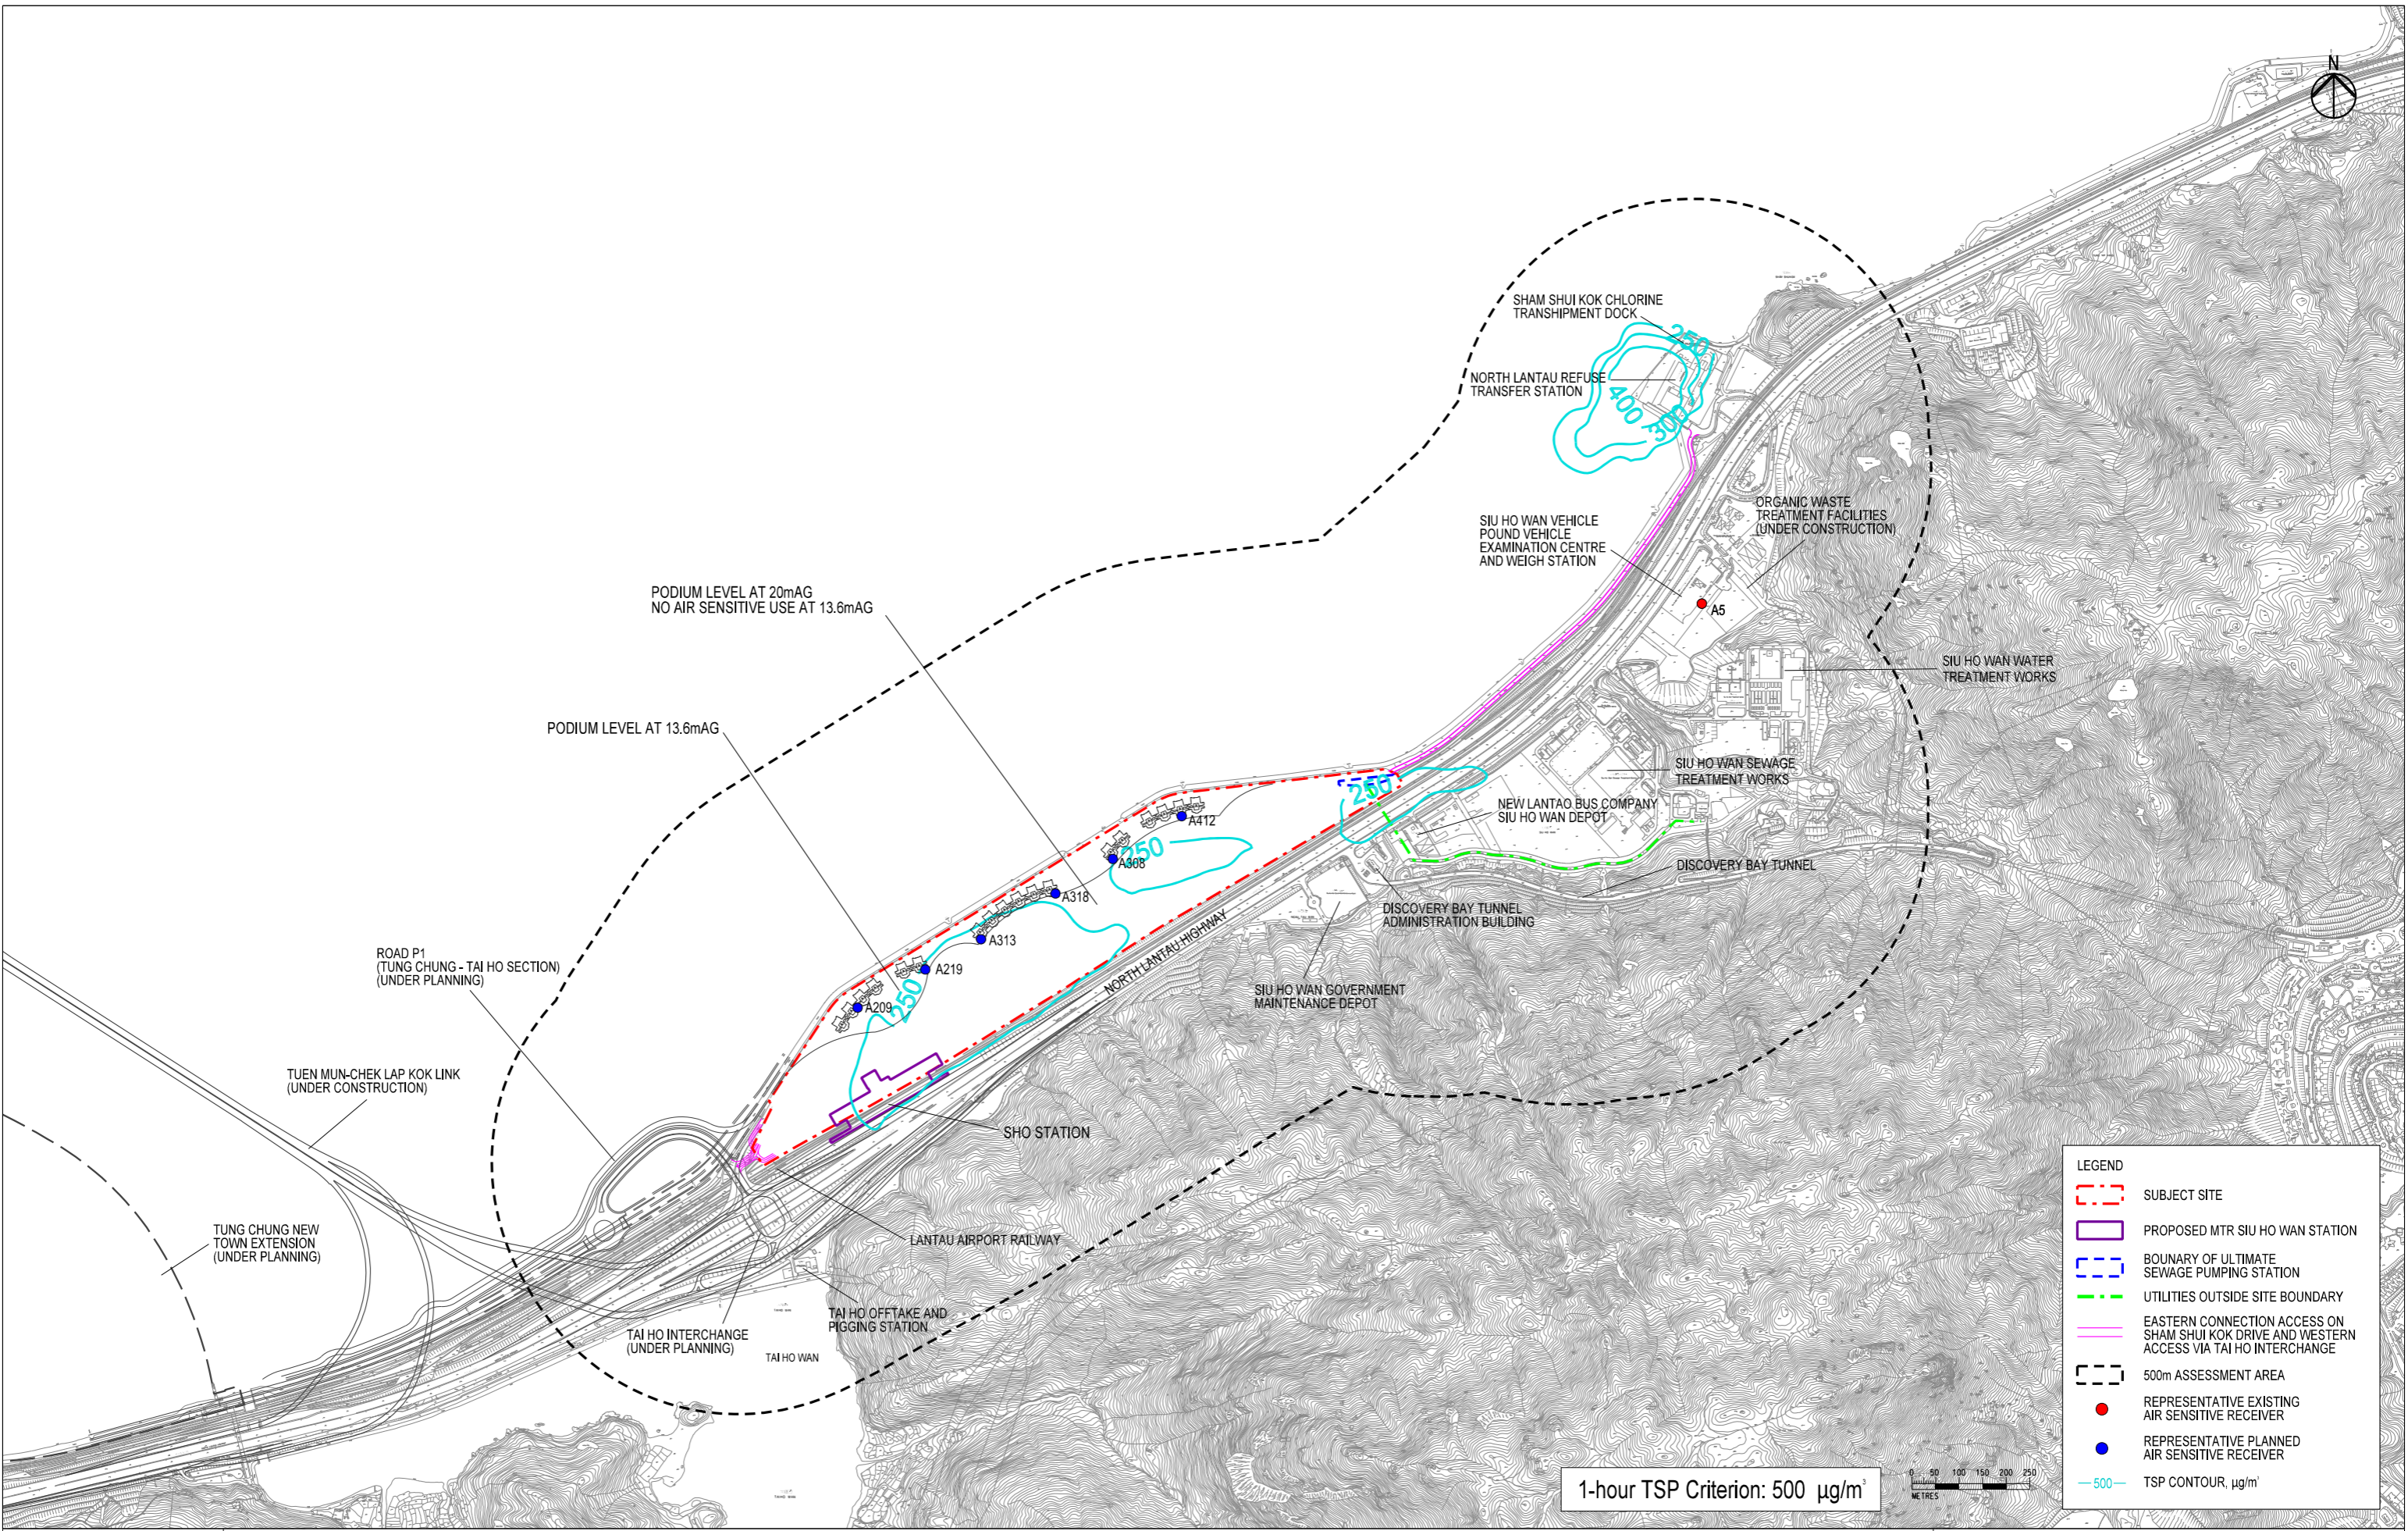 N
SHAM SHUI KOK CHLORINE
TRANSHIPMENT DOCK
250
NORTH LANTAU REFUSE
TRANSFER STATION
400
300
ORGANIC WASTE
TREATMENT FACILITIES
(UNDER CONSTRUCTION)
SIU HO WAN VEHICLE
POUND VEHICLE
EXAMINATION CENTRE
AND WEIGH STATION
A5
PODIUM LEVEL AT 20mAG
NO AIR SENSITIVE USE AT 13.6mAG
SIU HO WAN WATER
TREATMENT WORKS
PODIUM LEVEL AT 13.6mAG
SIU HO WAN SEWAGE
TREATMENT WORKS
250
NEW LANTAO BUS COMPANY
SIU HO WAN DEPOT
A412
250
A308
DISCOVERY BAY TUNNEL
A318
DISCOVERY BAY TUNNEL
ADMINISTRATION BUILDING
A313
NORTH LANTAU HIGHWAY
ROAD P1
(TUNG CHUNG - TAI HO SECTION)
(UNDER PLANNING)
A219
250
A209
SIU HO WAN GOVERNMENT
MAINTENANCE DEPOT
TUEN MUN-CHEK LAP KOK LINK
(UNDER CONSTRUCTION)
SHO STATION
TUNG CHUNG NEW
TOWN EXTENSION
(UNDER PLANNING)
LANTAU AIRPORT RAILWAY
TAI HO OFFTAKE AND
PIGGING STATION
TAI HO INTERCHANGE
(UNDER PLANNING)
TAI HO WAN
LEGEND
SUBJECT SITE
PROPOSED MTR SIU HO WAN STATION
BOUNARY OF ULTIMATE
SEWAGE PUMPING STATION
UTILITIES OUTSIDE SITE BOUNDARY
EASTERN CONNECTION ACCESS ON
SHAM SHUI KOK DRIVE AND WESTERN
ACCESS VIA TAI HO INTERCHANGE
500m ASSESSMENT AREA
REPRESENTATIVE EXISTING
AIR SENSITIVE RECEIVER
REPRESENTATIVE PLANNED
AIR SENSITIVE RECEIVER
500 TSP CONTOUR, µg/m³
1-hour TSP Criterion: 500 µg/m³
0 50 100 150 200 250
METRES